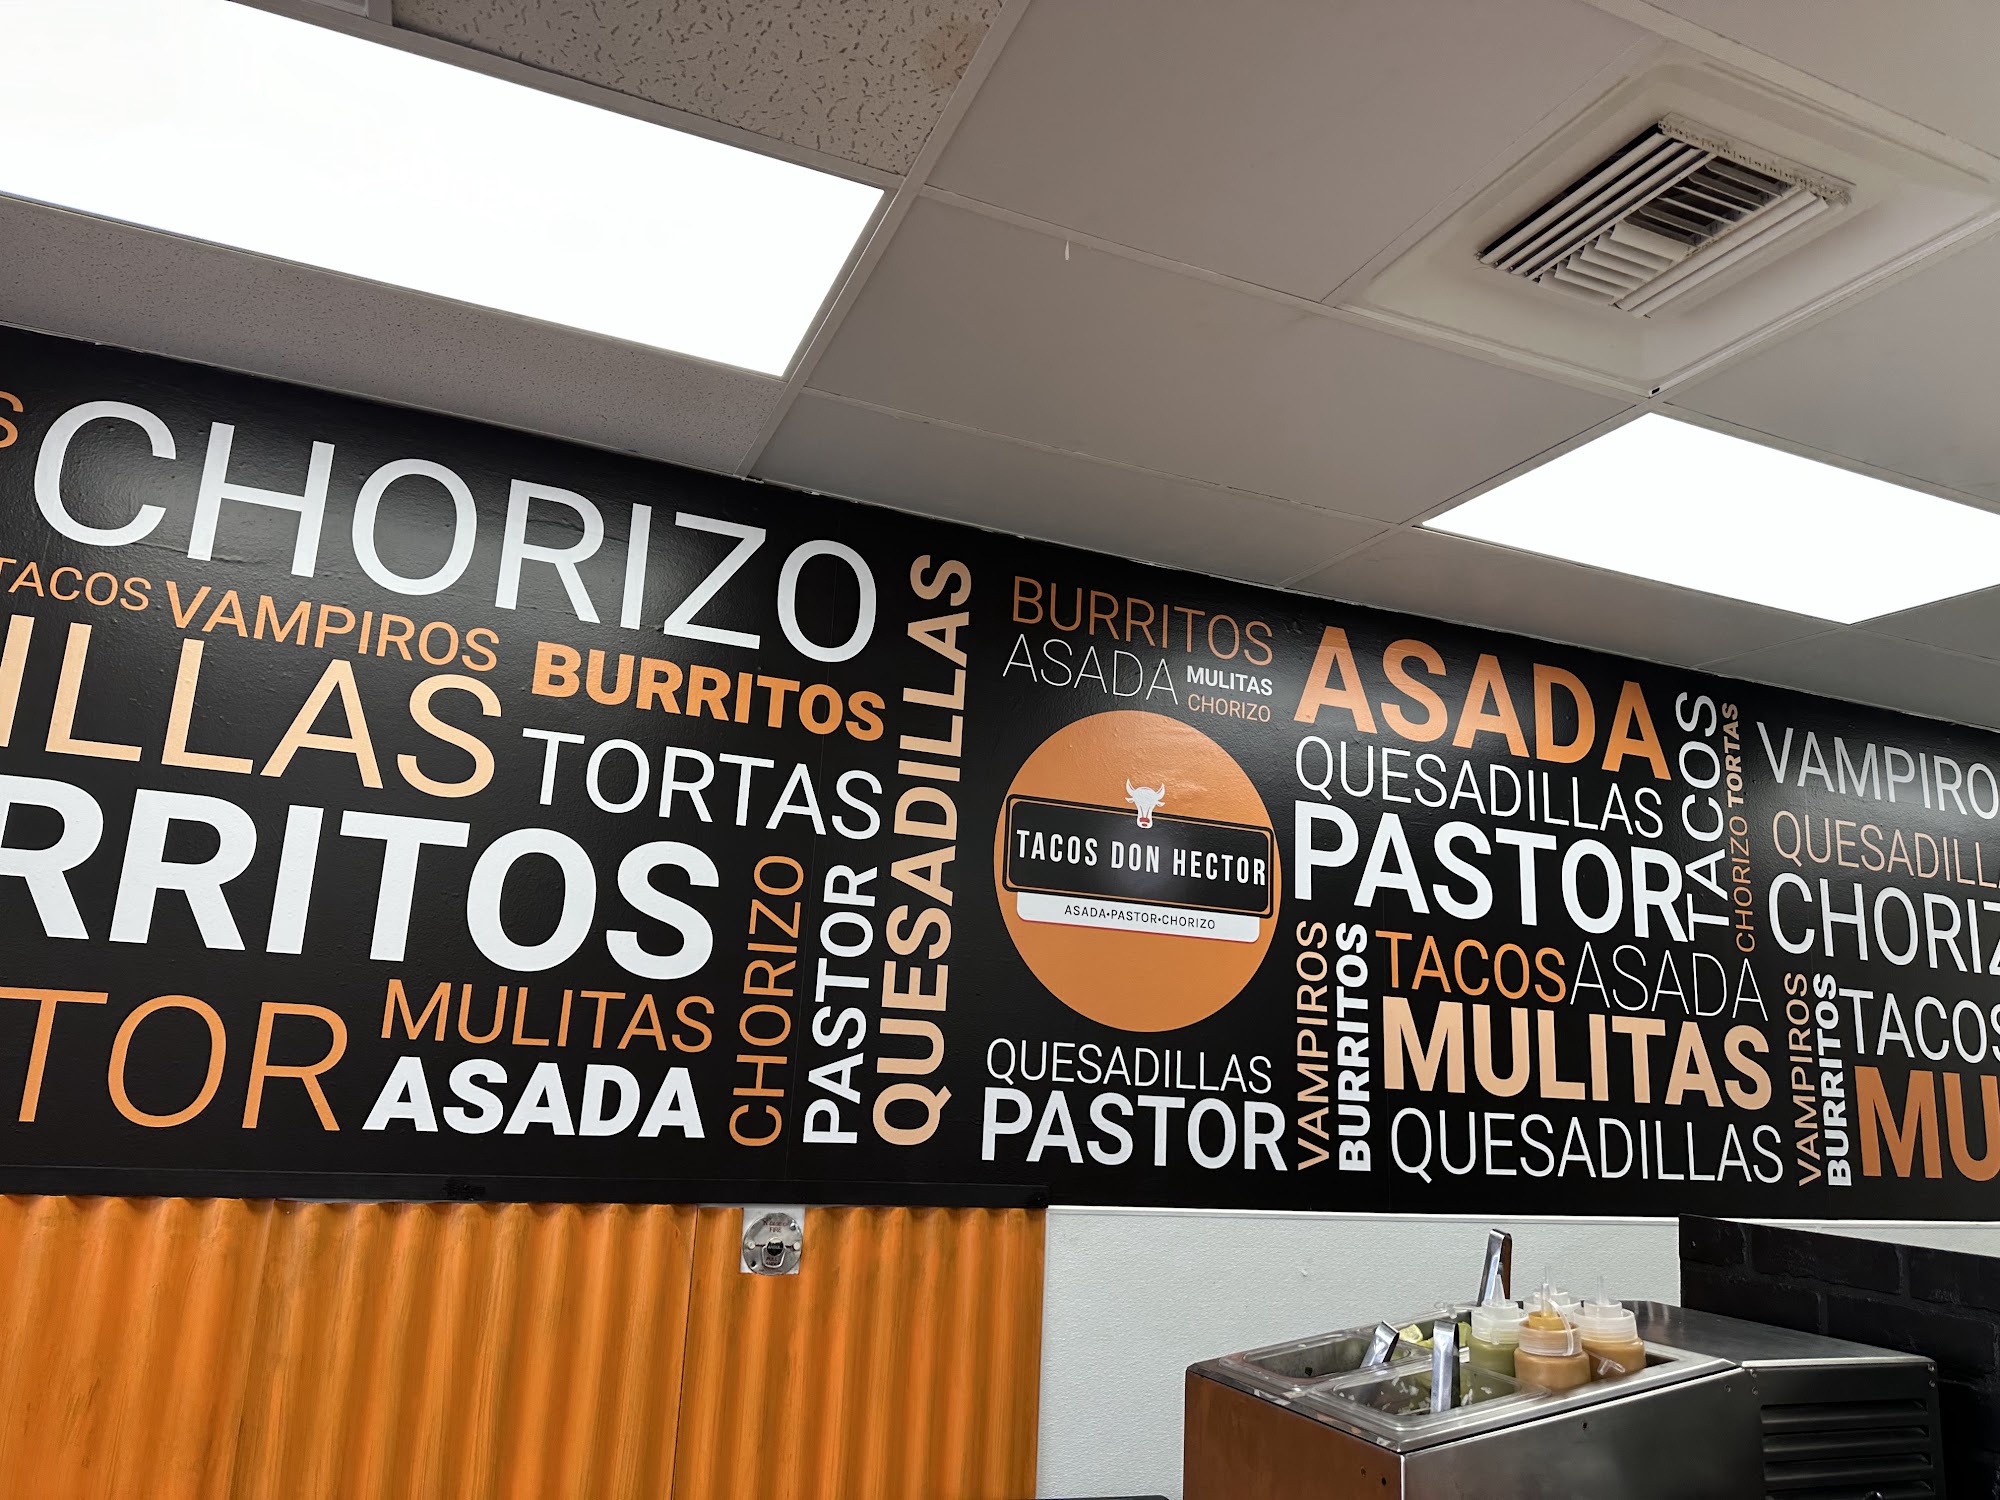 S
CHORIZO
TACOS
VAMPIROS
ILLAS
BURRITOS
TORTAS
RRITOS
TOR
MULITAS
ASADA
CHORIZO
PASTOR
QUESADILLAS
BURRITOS
ASADA
MULITAS
CHORIZO
TACOS DON HECTOR
ASADA•PASTOR•CHORIZO
QUESADILLAS
PASTOR
ASADA
QUESADILLAS
PASTOR
TACOS
CHORIZO TORTAS
VAMPIROS
BURRITOS
TACOS
ASADA
MULITAS
QUESADILLAS
VAMPIRO
QUESADILL
CHORIZ
VAMPIROS
BURRITOS
TACOS
MU